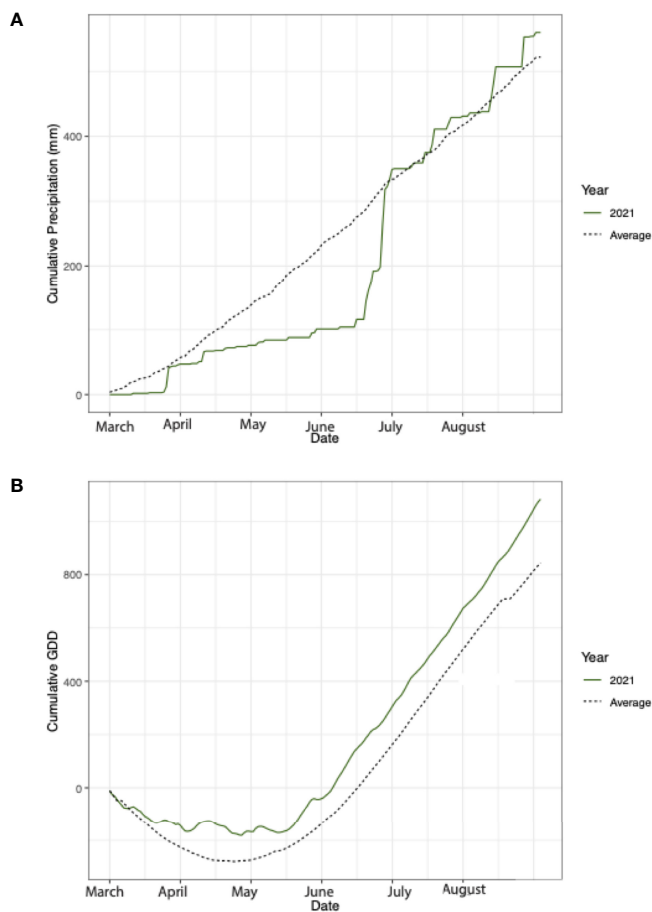 A
Cumulative Precipitation (mm)
400
200
0
March April May June July August
Date
Year
2021
Average
B
Cumulative GDD
800
400
0
March April May June July August
Date
Year
2021
Average